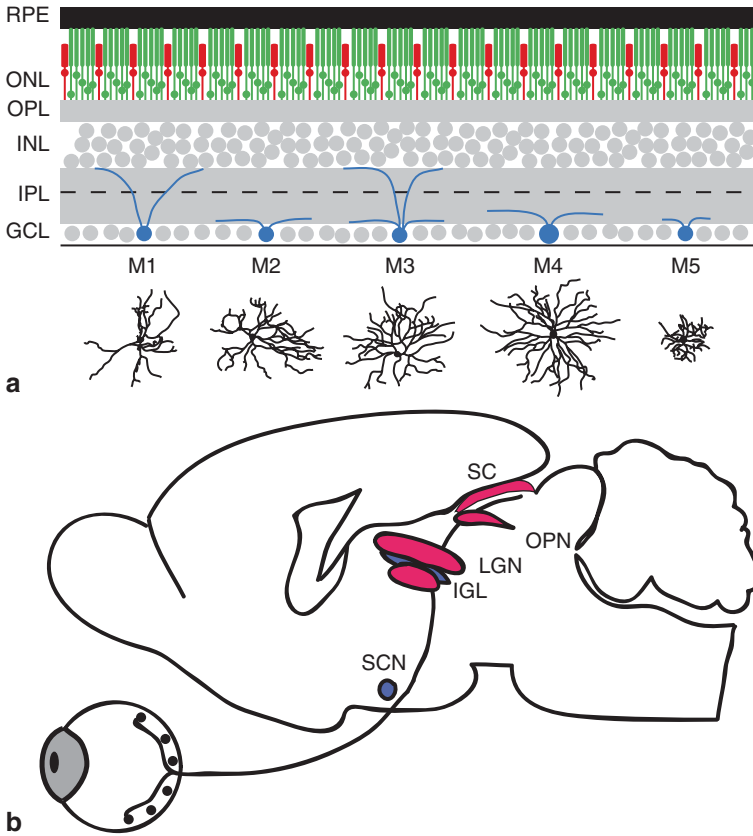 RPE
ONL
OPL
INL
IPL
GCL
M1 M2 M3 M4 M5
a
SC
OPN
LGN
IGL
SCN
b